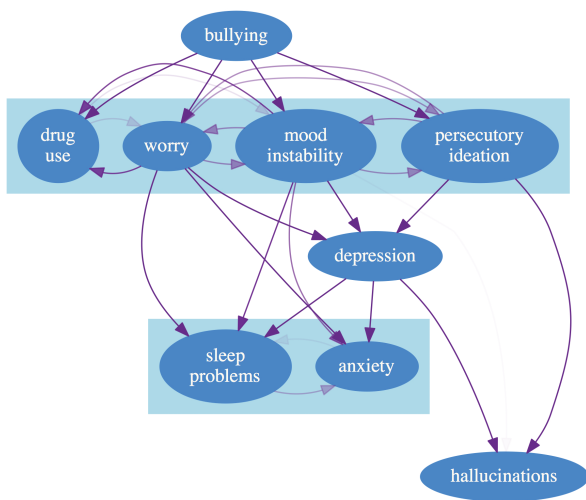 bullying
drug
use
worry
mood
instability
persecutory
ideation
depression
sleep
problems
anxiety
hallucinations